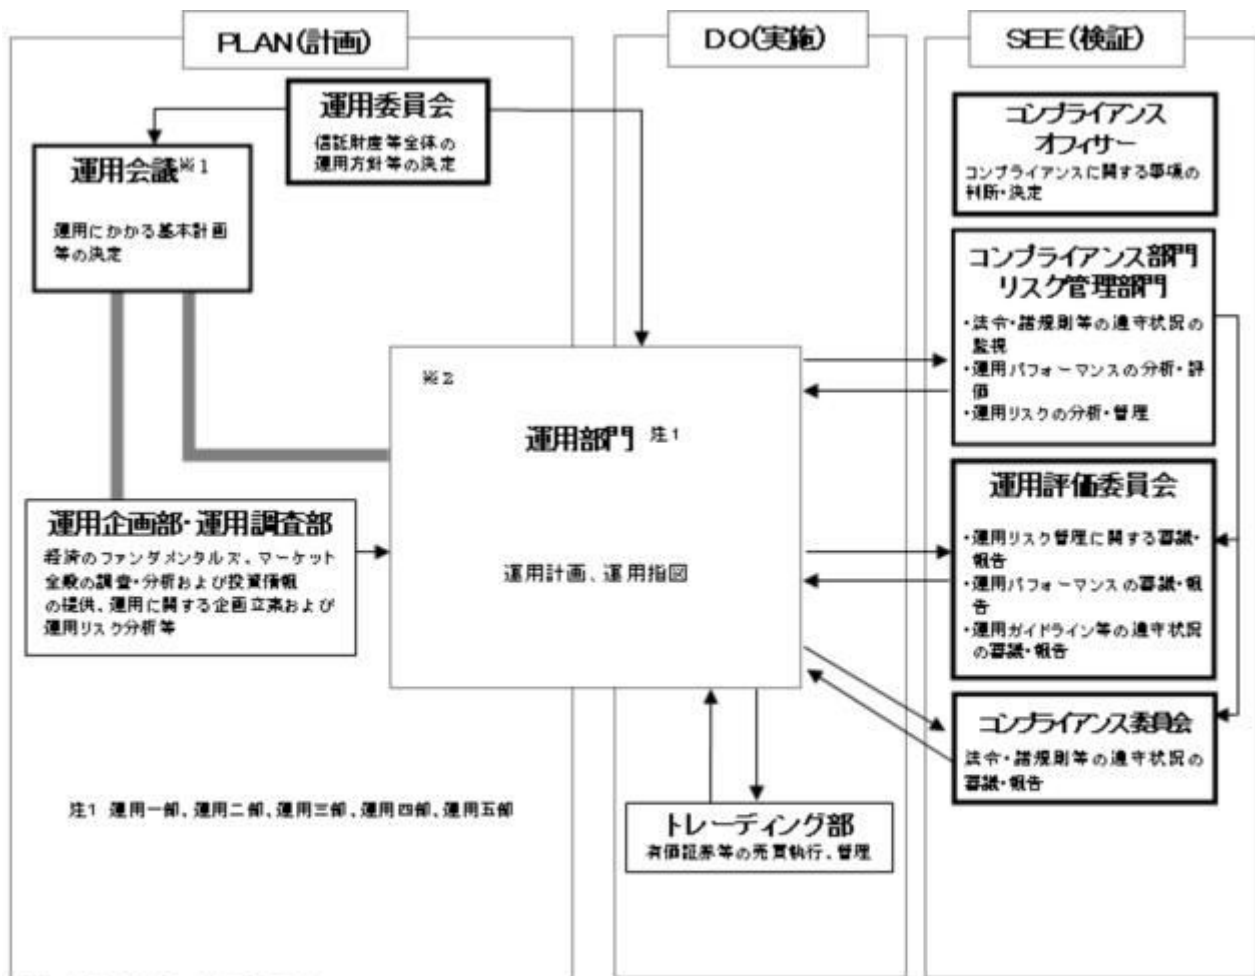 PLAN(計画)
運用委員会
信託財産等全体の
運用方針等の決定
運用会議※1
運用にかかる基本計画
等の決定
※2
運用部門 注1
運用計画、運用指図
運用企画部・運用調査部
経済のファンダメンタルズ、マーケット
全般の調査・分析および投資情報
の提供、運用に関する企画立案および
運用リスク分析等
注1 運用一部、運用二部、運用三部、運用四部、運用五部
DO(実施)
トレーディング部
有価証券等の売買執行、管理
SEE(検証)
コンプライアンス
オフィサー
コンプライアンスに関する事項の
判断・決定
コンプライアンス部門
リスク管理部門
・法令・諸規則等の遵守状況の
監視
・運用パフォーマンスの分析・評
価
・運用リスクの分析・管理
運用評価委員会
・運用リスク管理に関する審議・
報告
・運用パフォーマンスの審議・報
告
・運用ガイドライン等の遵守状況
の審議・報告
コンプライアンス委員会
法令・諸規則等の遵守状況の
審議・報告